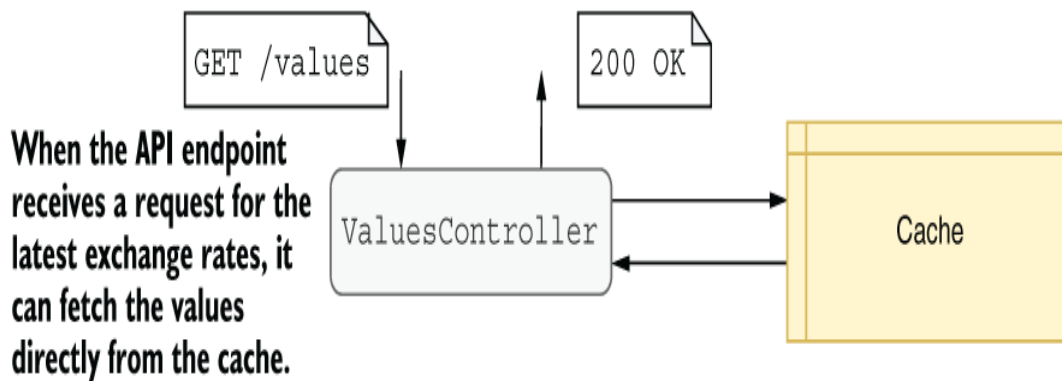 GET /values
200 OK
When the API endpoint
receives a request for the
latest exchange rates, it
can fetch the values
directly from the cache.
ValuesController
Cache